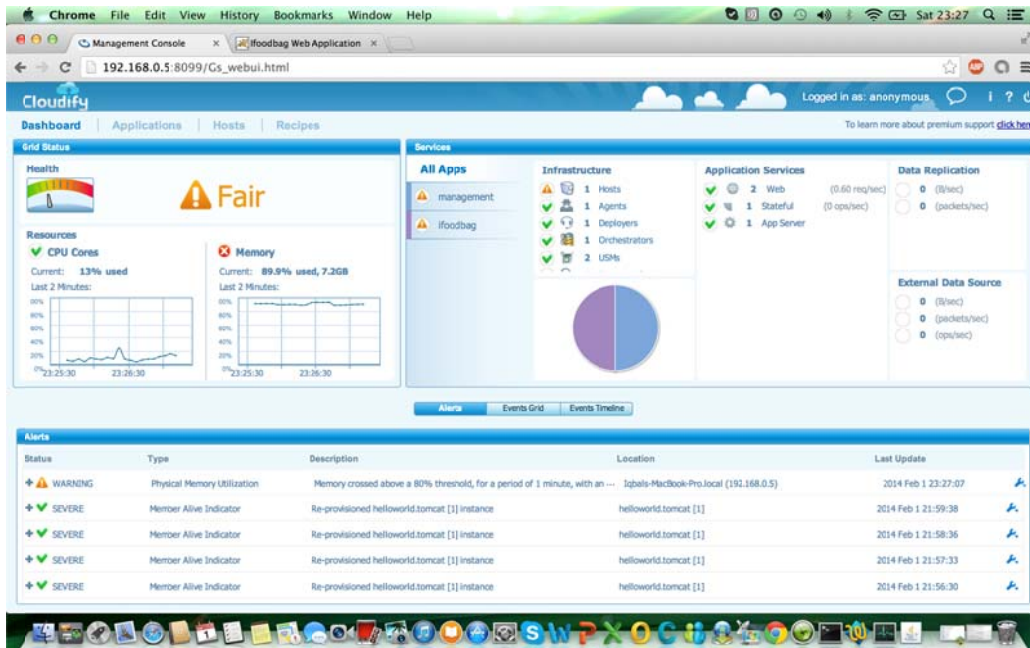 Chrome File Edit View History Bookmarks Window Help Sat 23:27
Management Console × Ifoodbag Web Application ×
192.168.0.5:8099/Gs_webui.html
Cloudify Logged in as: anonymous i ?
Dashboard | Applications | Hosts | Recipes To learn more about premium support click her
Grid Status
Health
Fair
Resources
CPU Cores
Current: 13% used
Last 2 Minutes:
80%
60%
40%
20%
0%
23:25:30 23:26:30
Memory
Current: 89.9% used, 7.2GB
Last 2 Minutes:
80%
60%
40%
20%
0%
23:25:30 23:26:30
Services
All Apps
management
ifoodbag
Infrastructure
1 Hosts
1 Agents
1 Deployers
1 Orchestrators
2 USMs
Application Services
2 Web (0.60 req/sec)
1 Stateful (0 ops/sec)
1 App Server
Data Replication
0 (B/sec)
0 (packets/sec)
External Data Source
0 (B/sec)
0 (packets/sec)
0 (ops/sec)
Alerts Events Grid Events Timeline
Alerts
Status Type Description Location Last Update
WARNING Physical Memory Utilization Memory crossed above a 80% threshold, for a period of 1 minute, with an ... Iqbals-MacBook-Pro.local (192.168.0.5) 2014 Feb 1 23:27:07
SEVERE Member Alive Indicator Re-provisioned helloworld.tomcat [1] instance helloworld.tomcat [1] 2014 Feb 1 21:59:38
SEVERE Member Alive Indicator Re-provisioned helloworld.tomcat [1] instance helloworld.tomcat [1] 2014 Feb 1 21:58:36
SEVERE Member Alive Indicator Re-provisioned helloworld.tomcat [1] instance helloworld.tomcat [1] 2014 Feb 1 21:57:33
SEVERE Member Alive Indicator Re-provisioned helloworld.tomcat [1] instance helloworld.tomcat [1] 2014 Feb 1 21:56:30